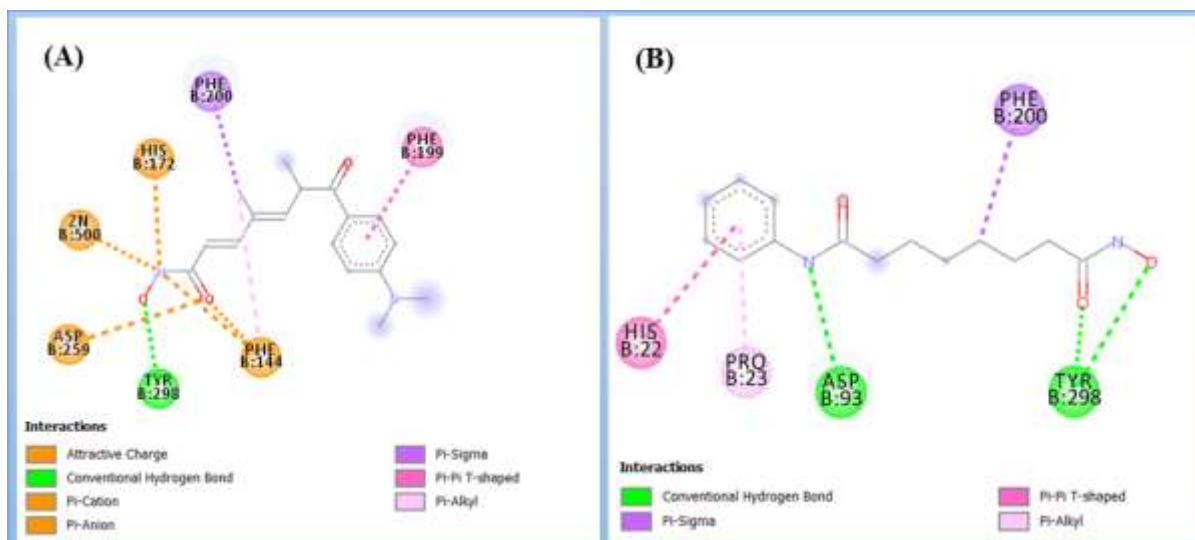 (A)
PHE
B:200
PHE
B:199
HIS
B:172
ZN
B:500
O
N
O
O
N
ASP
B:259
PHE
B:144
TYR
B:298
Interactions
Attractive Charge
Conventional Hydrogen Bond
Pi-Cation
Pi-Anion
Pi-Sigma
Pi-Pi T-shaped
Pi-Alkyl
(B)
PHE
B:200
O
N
N
O
O
HIS
B:22
PRO
B:23
ASP
B:93
TYR
B:298
Interactions
Conventional Hydrogen Bond
Pi-Sigma
Pi-Pi T-shaped
Pi-Alkyl